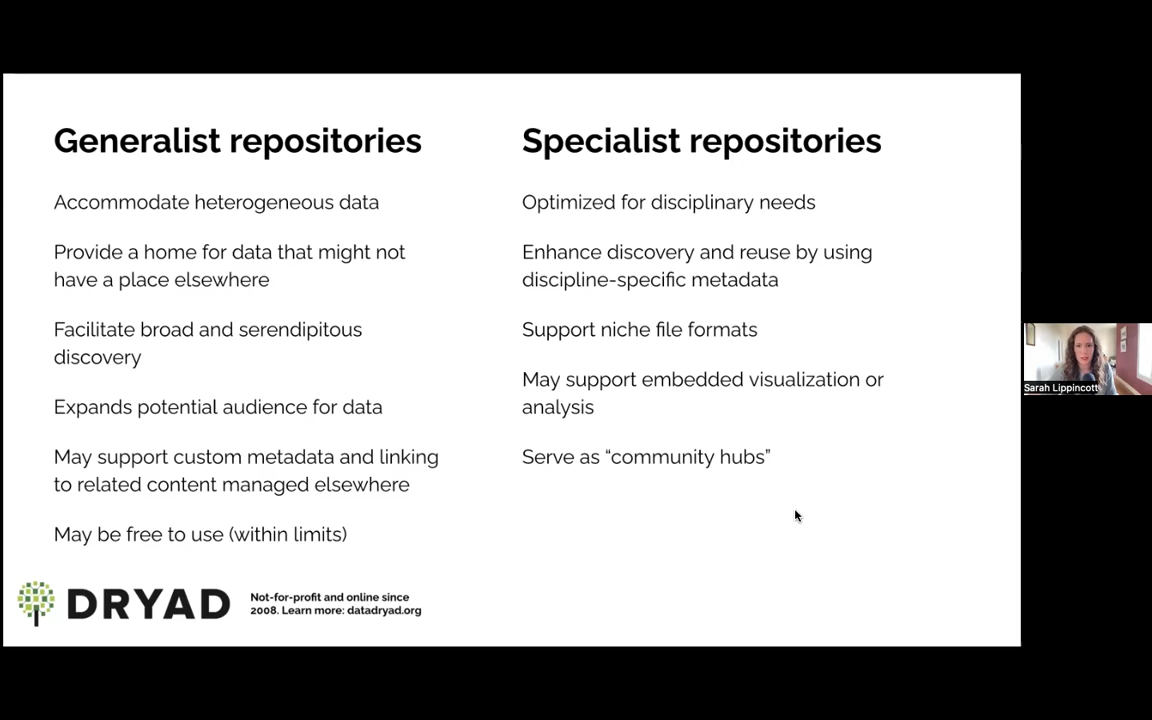 Generalist repositories
Accommodate heterogeneous data
Provide a home for data that might not
have a place elsewhere
Facilitate broad and serendipitous
discovery
Expands potential audience for data
May support custom metadata and linking
to related content managed elsewhere
May be free to use (within limits)
Specialist repositories
Optimized for disciplinary needs
Enhance discovery and reuse by using
discipline-specific metadata
Support niche file formats
May support embedded visualization or
analysis
Serve as “community hubs”
DRYAD
Not-for-profit and online since
2008. Learn more: datadryad.org
Sarah Lippincott